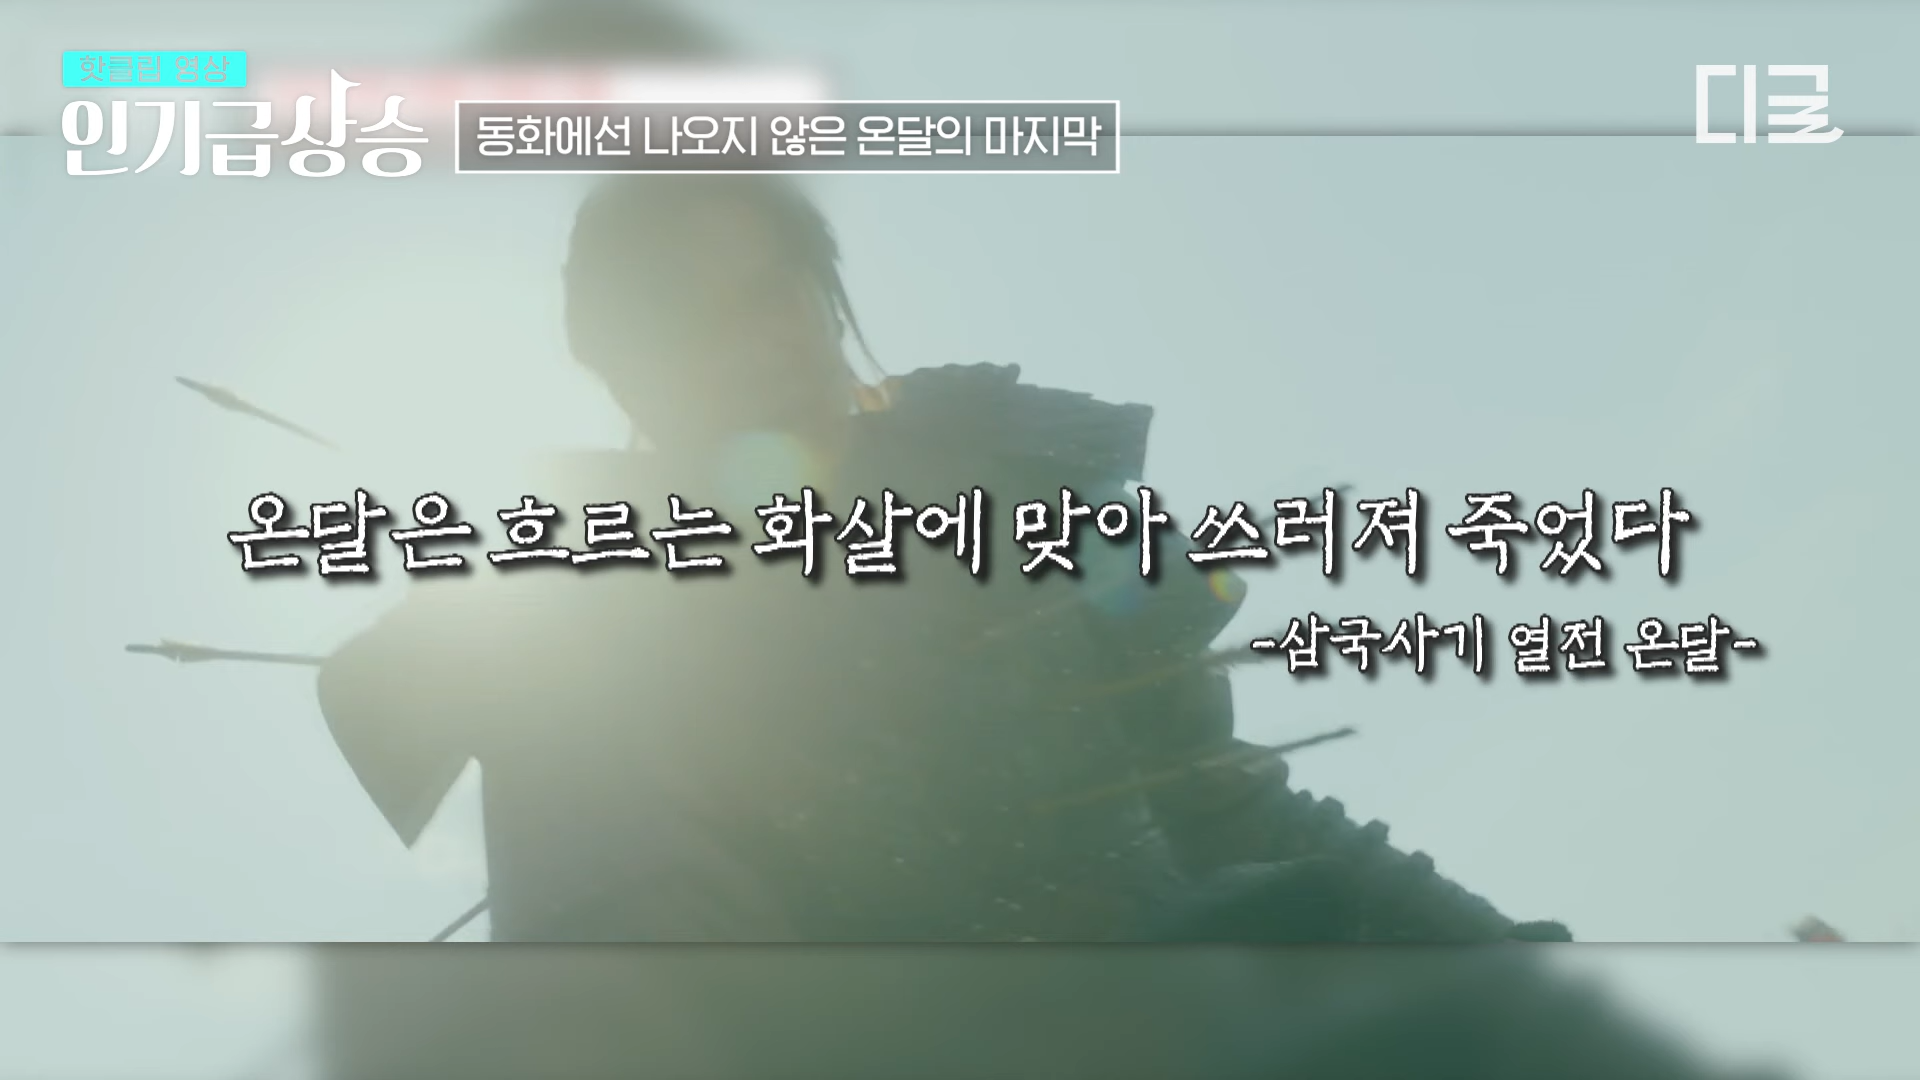 핫클립 영상
인기급상승
동화에선 나오지 않은 온달의 마지막
디글
온달은 흐르는 화살에 맞아 쓰러져 죽었다
-삼국사기 열전 온달-